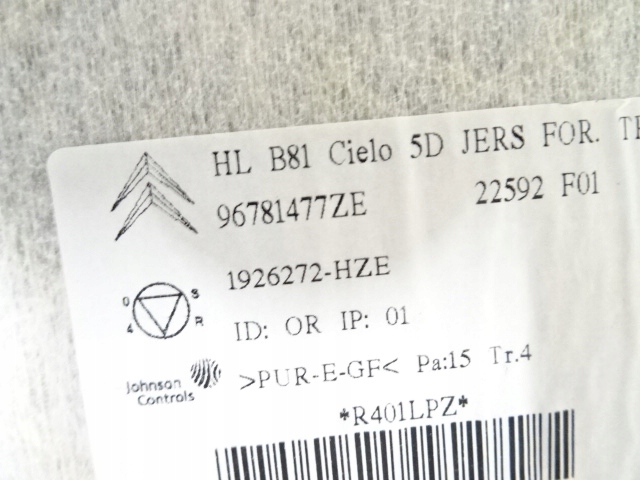 HL B81 Cielo 5D JERS FOR.
96781477ZE 22592 F01
1926272-HZE
O S
4 R
ID: OR IP: 01
Johnson
Controls
>PUR-E-GF< Pa:15 Tr.4
*R401LPZ*